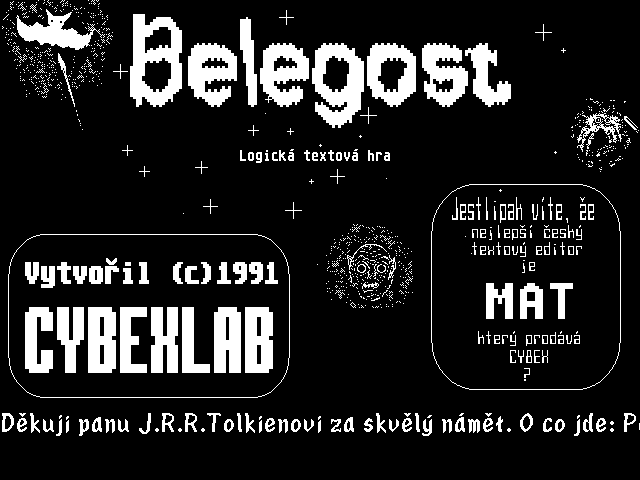 Belegost
Logická textová hra
Vytvořil (c)1991
CYBEXLAB
Jestlipak víte, že
nejlepší český
textový editor
je
MAT
který prodává
CYBEX
?
Děkuji panu J.R.R.Tolkienovi za skvělý námět. O co jde: